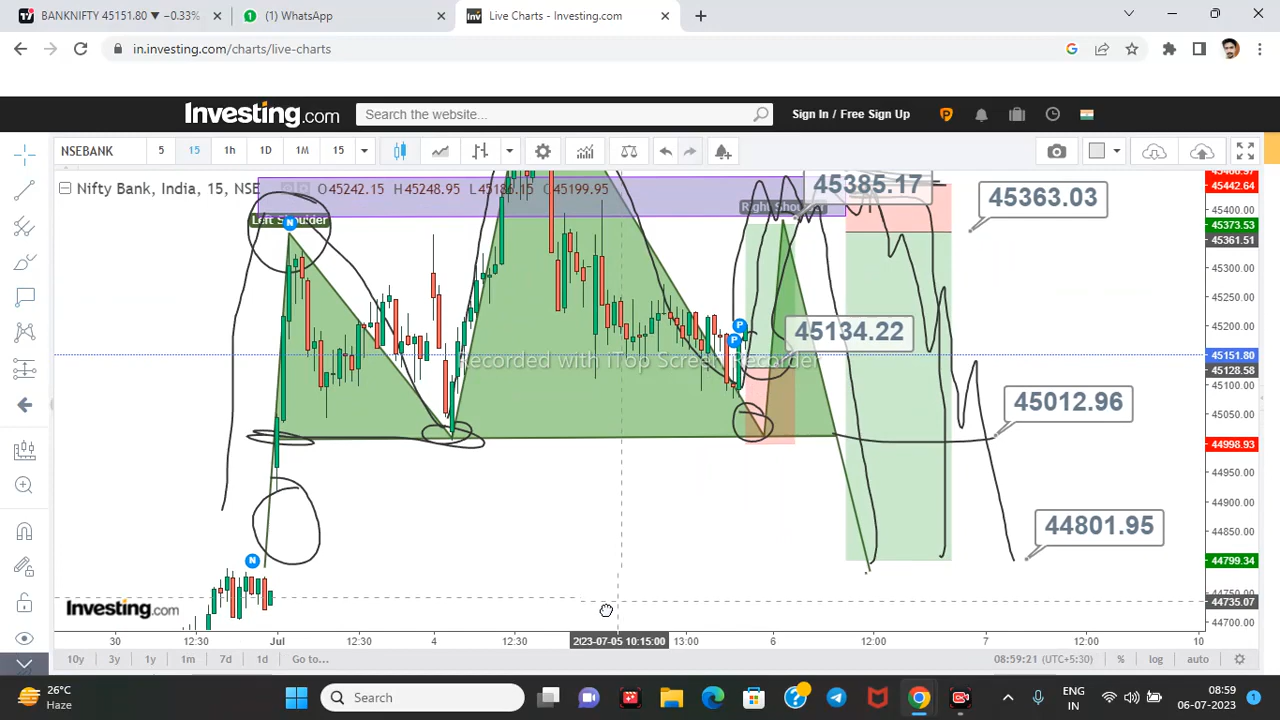 BANKNIFTY 45151.80 ▼ −0.33%
(1) WhatsApp
Live Charts - Investing.com
in.investing.com/charts/live-charts
Investing.com
Search the website...
Sign In / Free Sign Up
NSEBANK
5
15
1h
1D
1M
15
Nifty Bank, India, 15, NSE
O45242.15 H45248.95 L45186.15 C45199.95
Left Shoulder
45385.17
45363.03
45134.22
45012.96
44801.95
Recorded with iTop Screen Recorder
45442.64
45400.00
45373.53
45361.51
45300.00
45250.00
45200.00
45151.80
45128.58
45100.00
45050.00
44998.93
44950.00
44900.00
44850.00
44799.34
44735.07
44700.00
N
N
P
P
Investing.com
30
12:30
Jul
12:30
4
12:30
2023-07-05 10:15:00
13:00
6
12:00
7
12:00
10
10y
3y
1y
1m
7d
1d
Go to...
08:59:21 (UTC+5:30)
%
log
auto
26°C
Haze
Search
ENG
IN
08:59
06-07-2023